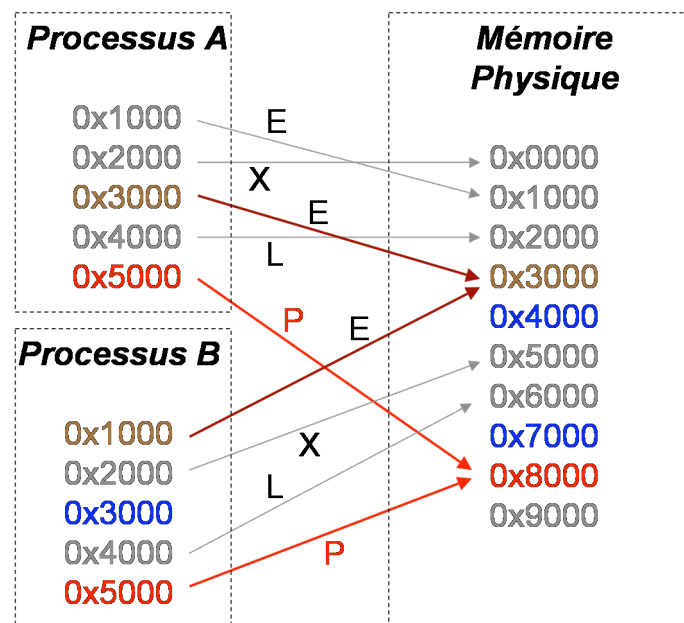 Processus A
0x1000
0x2000
0x3000
0x4000
0x5000
Processus B
0x1000
0x2000
0x3000
0x4000
0x5000
E
X
E
L
P
E
X
L
P
Mémoire
Physique
0x0000
0x1000
0x2000
0x3000
0x4000
0x5000
0x6000
0x7000
0x8000
0x9000